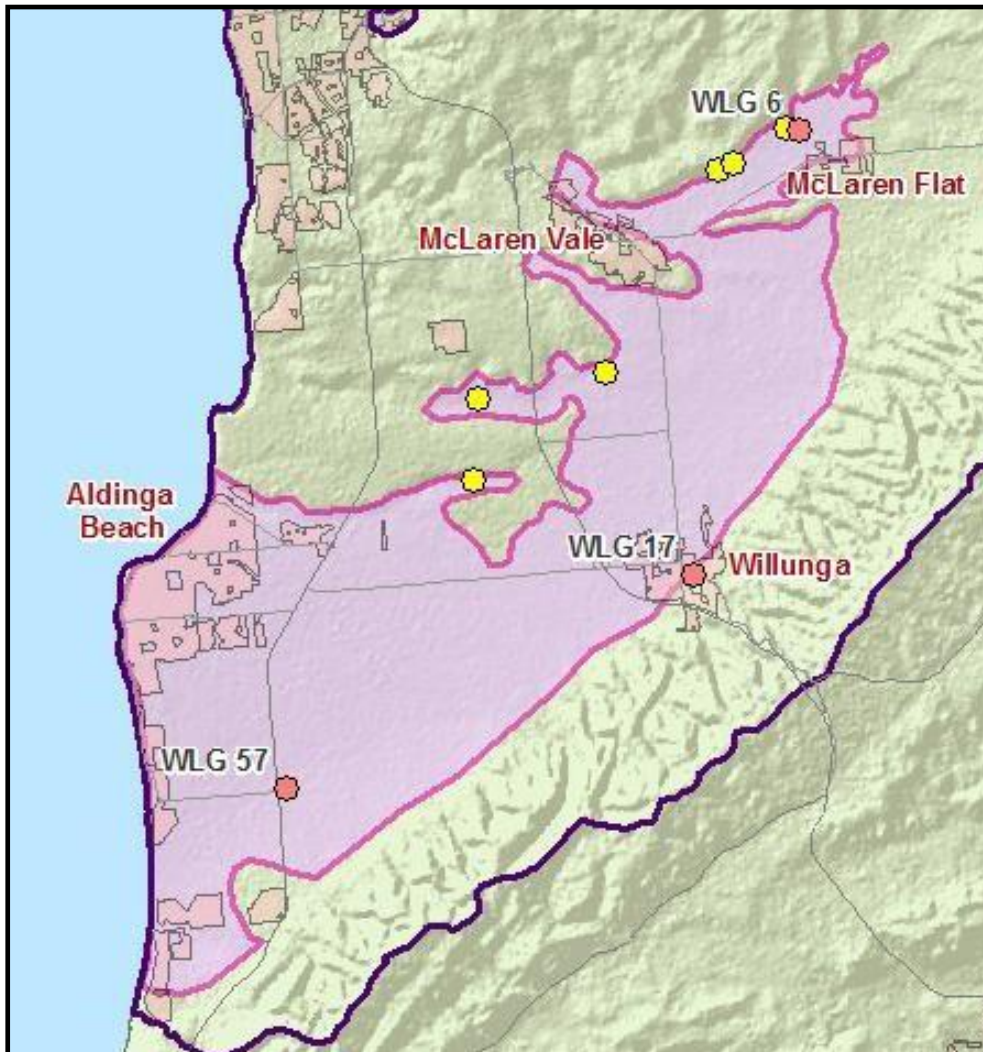 WLG 6
McLaren Flat
McLaren Vale
Aldinga
Beach
WLG 17
Willunga
WLG 57